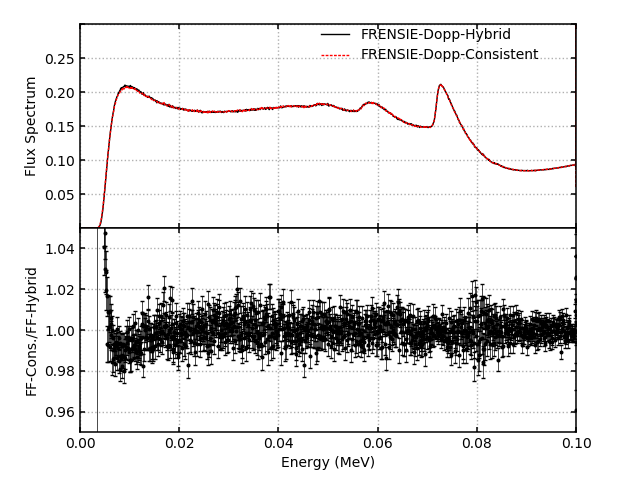 FRENSIE-Dopp-Hybrid
FRENSIE-Dopp-Consistent
Flux Spectrum
0.25
0.20
0.15
0.10
0.05
FF-Cons./FF-Hybrid
1.04
1.02
1.00
0.98
0.96
0.00 0.02 0.04 0.06 0.08 0.10
Energy (MeV)